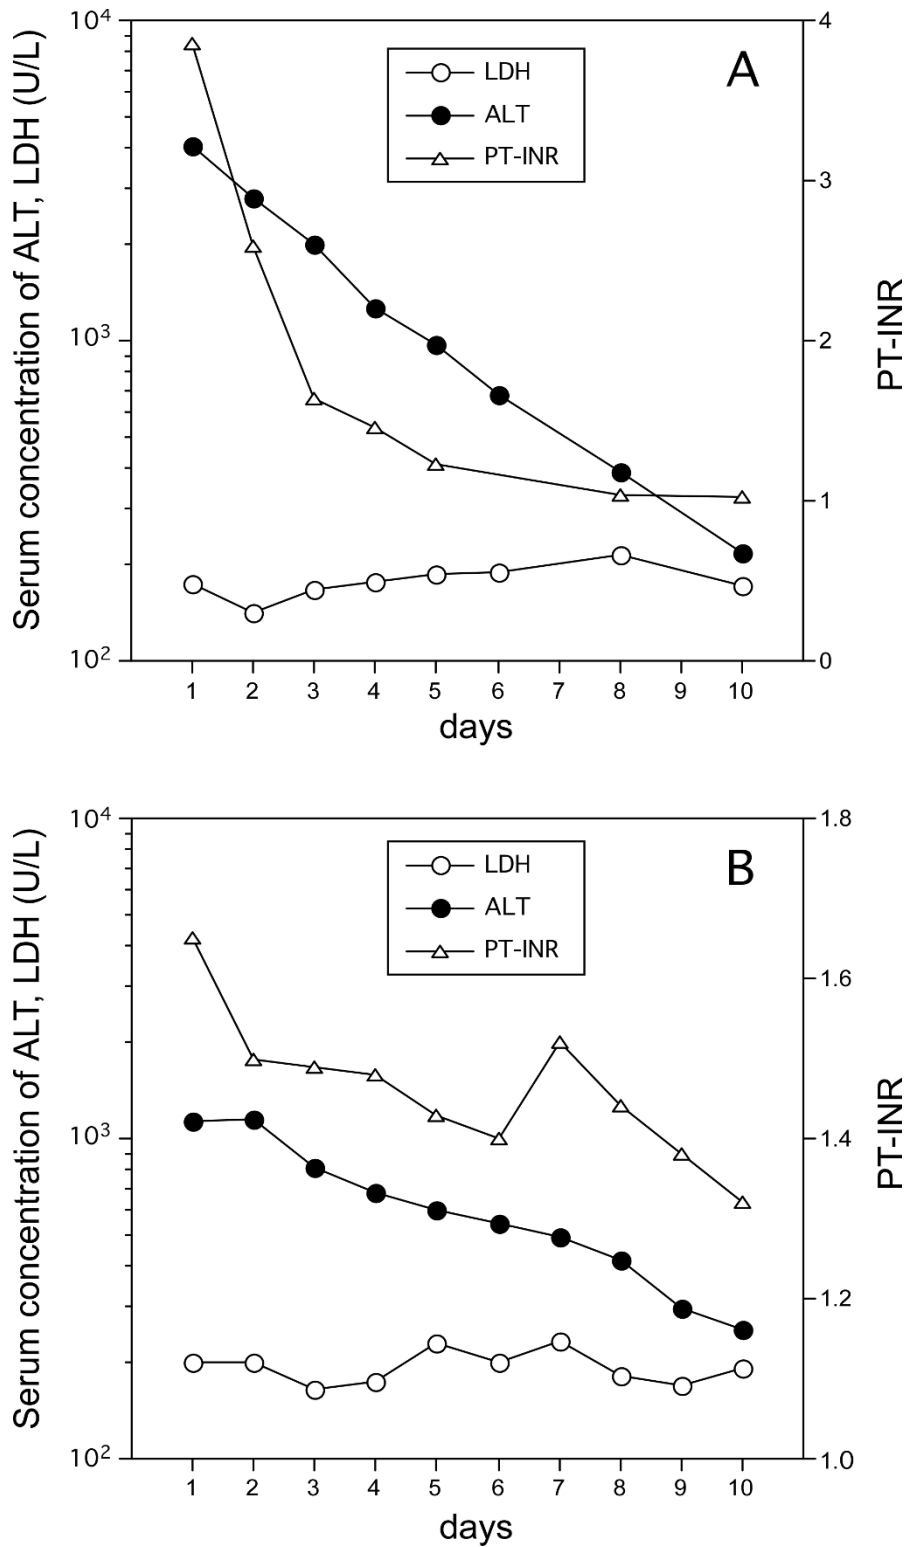 Serum concentration of ALT, LDH (U/L)
10⁴
10³
10²
LDH
ALT
PT-INR
A
4
3
2
1
0
PT-INR
1 2 3 4 5 6 7 8 9 10
days
Serum concentration of ALT, LDH (U/L)
10⁴
10³
10²
LDH
ALT
PT-INR
B
1.8
1.6
1.4
1.2
1.0
PT-INR
1 2 3 4 5 6 7 8 9 10
days